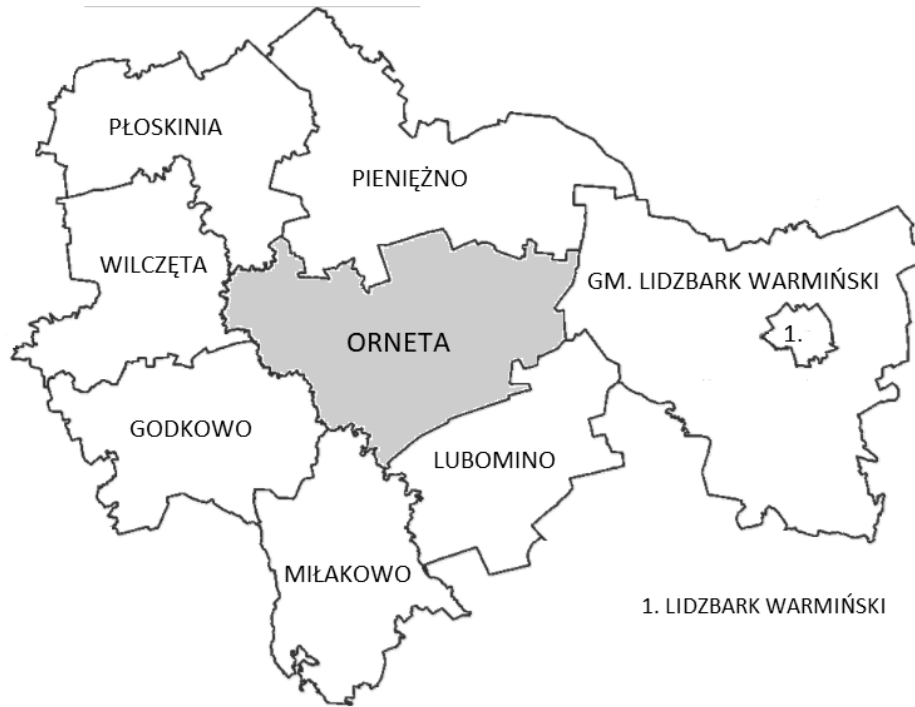 PŁOSKINIA
PIENIĘŻNO
WILCZĘTA
GM. LIDZBARK WARMIŃSKI
1.
ORNETA
GODKOWO
LUBOMINO
MIŁAKOWO
1. LIDZBARK WARMIŃSKI